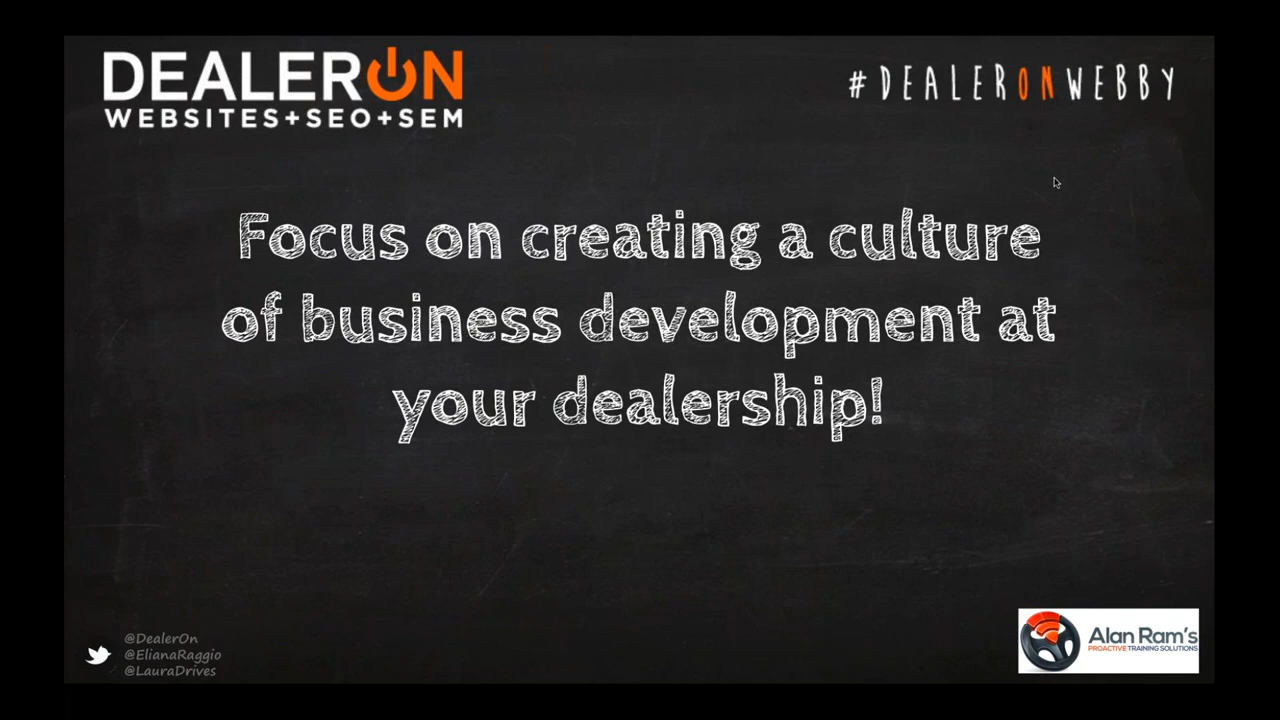 DEALERON
WEBSITES+SEO+SEM
#DEALERONWEBBY
Focus on creating a culture
of business development at
your dealership!
@DealerOn
@ElianaRaggio
@LauraDrives
Alan Ram's
PROACTIVE TRAINING SOLUTIONS